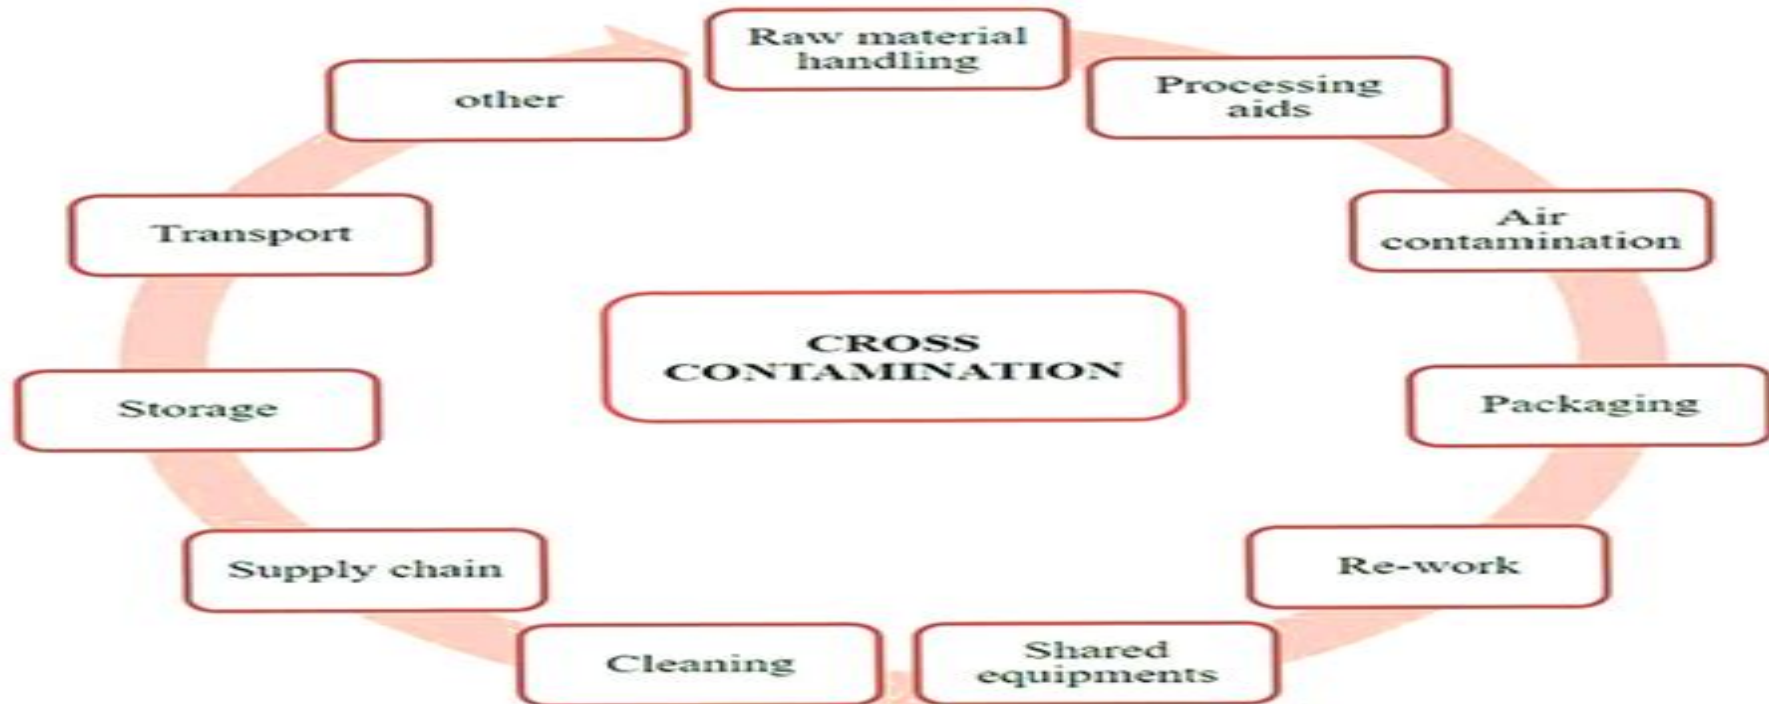 Raw material
handling
Processing
aids
Air
contamination
Packaging
Re-work
Shared
equipments
Cleaning
Supply chain
Storage
Transport
other
CROSS
CONTAMINATION